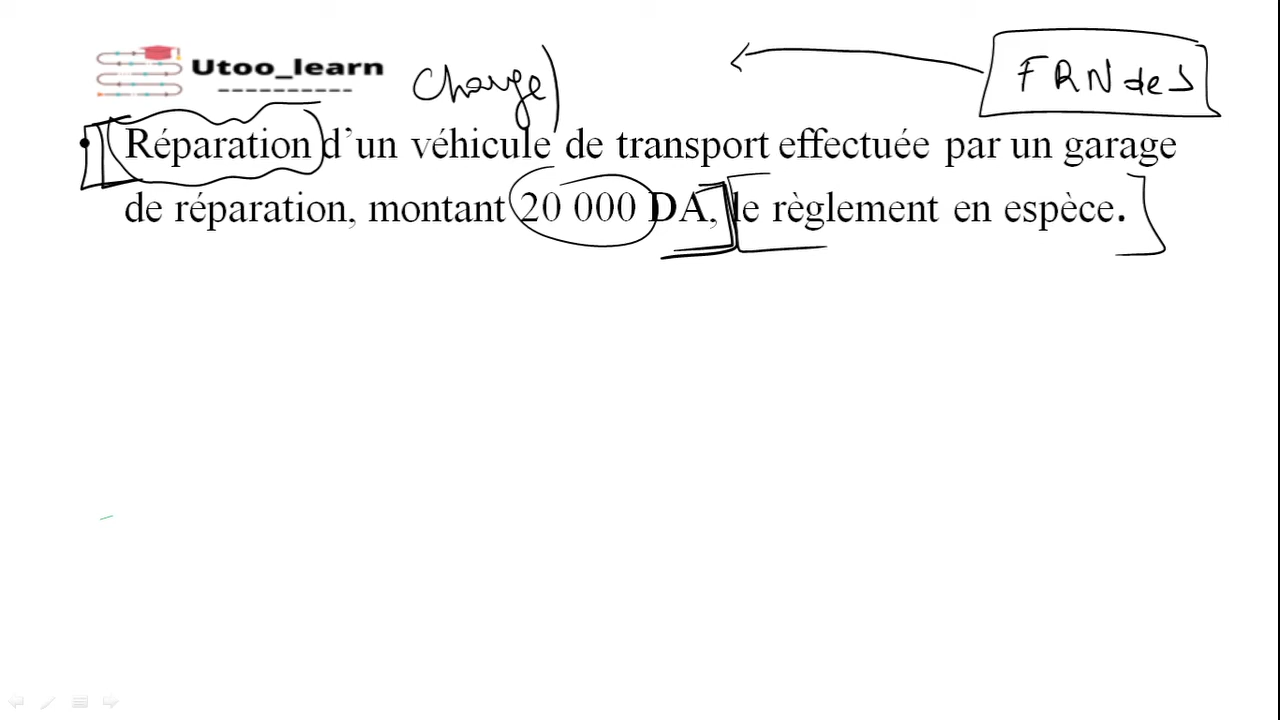 Utoo_learn
----------
charge
FRN de S
• Réparation d'un véhicule de transport effectuée par un garage
de réparation, montant 20 000 DA, le règlement en espèce.